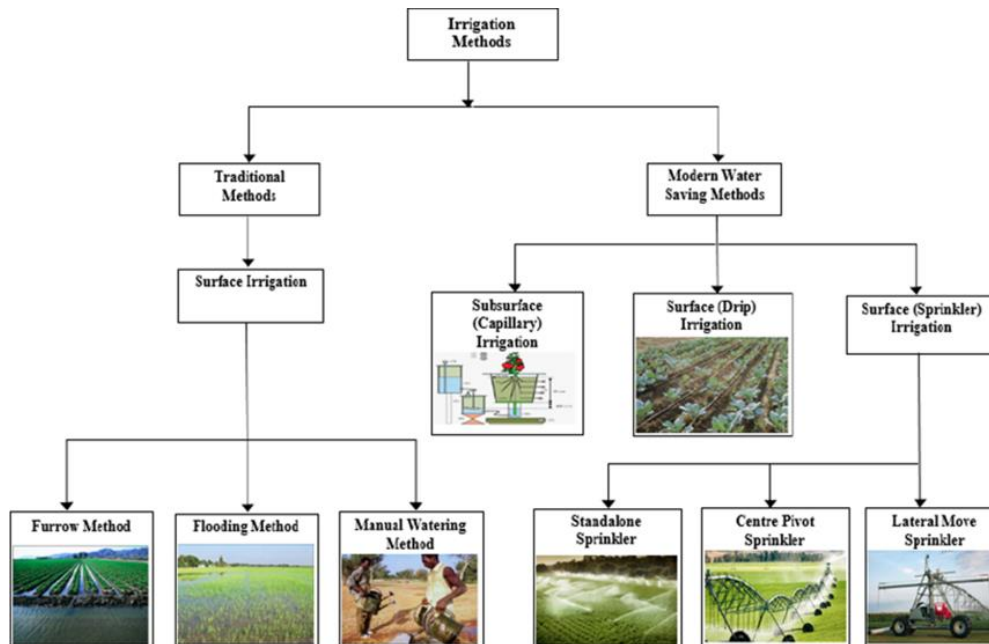 Irrigation
Methods
Traditional
Methods
Modern Water
Saving Methods
Surface Irrigation
Subsurface
(Capillary)
Irrigation
Surface (Drip)
Irrigation
Surface (Sprinkler)
Irrigation
Furrow Method
Flooding Method
Manual Watering
Method
Standalone
Sprinkler
Centre Pivot
Sprinkler
Lateral Move
Sprinkler